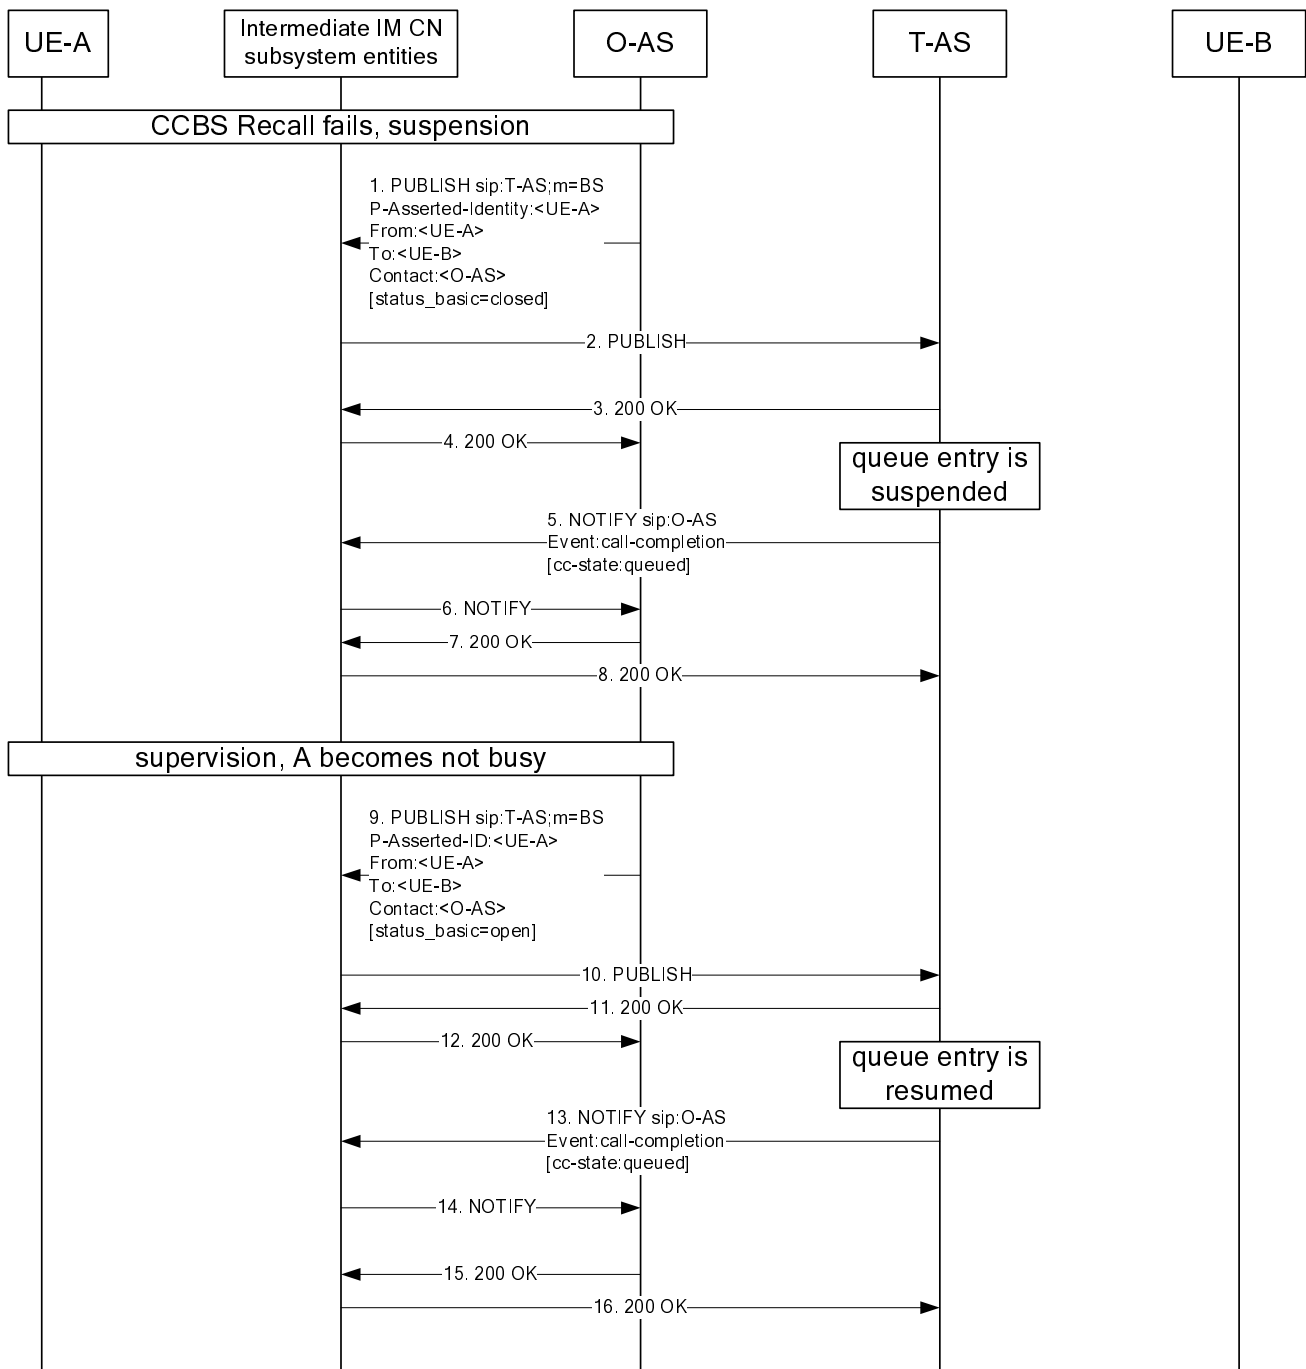 UE-A
Intermediate IM CN
subsystem entities
O-AS
T-AS
UE-B
CCBS Recall fails, suspension
1. PUBLISH sip:T-AS;m=BS
P-Asserted-Identity:<UE-A>
From:<UE-A>
To:<UE-B>
Contact:<O-AS>
[status_basic=closed]
2. PUBLISH
3. 200 OK
4. 200 OK
queue entry is
suspended
5. NOTIFY sip:O-AS
Event:call-completion
[cc-state:queued]
6. NOTIFY
7. 200 OK
8. 200 OK
supervision, A becomes not busy
9. PUBLISH sip:T-AS;m=BS
P-Asserted-ID:<UE-A>
From:<UE-A>
To:<UE-B>
Contact:<O-AS>
[status_basic=open]
10. PUBLISH
11. 200 OK
12. 200 OK
queue entry is
resumed
13. NOTIFY sip:O-AS
Event:call-completion
[cc-state:queued]
14. NOTIFY
15. 200 OK
16. 200 OK